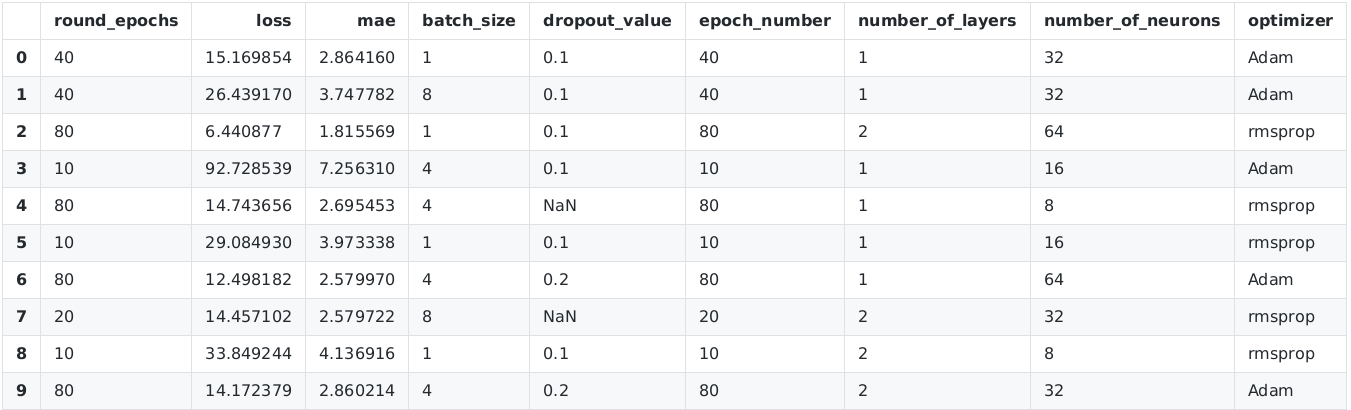 round_epochs loss mae batch_size dropout_value epoch_number number_of_layers number_of_neurons optimizer
0 40 15.169854 2.864160 1 0.1 40 1 32 Adam
1 40 26.439170 3.747782 8 0.1 40 1 32 Adam
2 80 6.440877 1.815569 1 0.1 80 2 64 rmsprop
3 10 92.728539 7.256310 4 0.1 10 1 16 Adam
4 80 14.743656 2.695453 4 NaN 80 1 8 rmsprop
5 10 29.084930 3.973338 1 0.1 10 1 16 rmsprop
6 80 12.498182 2.579970 4 0.2 80 1 64 Adam
7 20 14.457102 2.579722 8 NaN 20 2 32 rmsprop
8 10 33.849244 4.136916 1 0.1 10 2 8 rmsprop
9 80 14.172379 2.860214 4 0.2 80 2 32 Adam